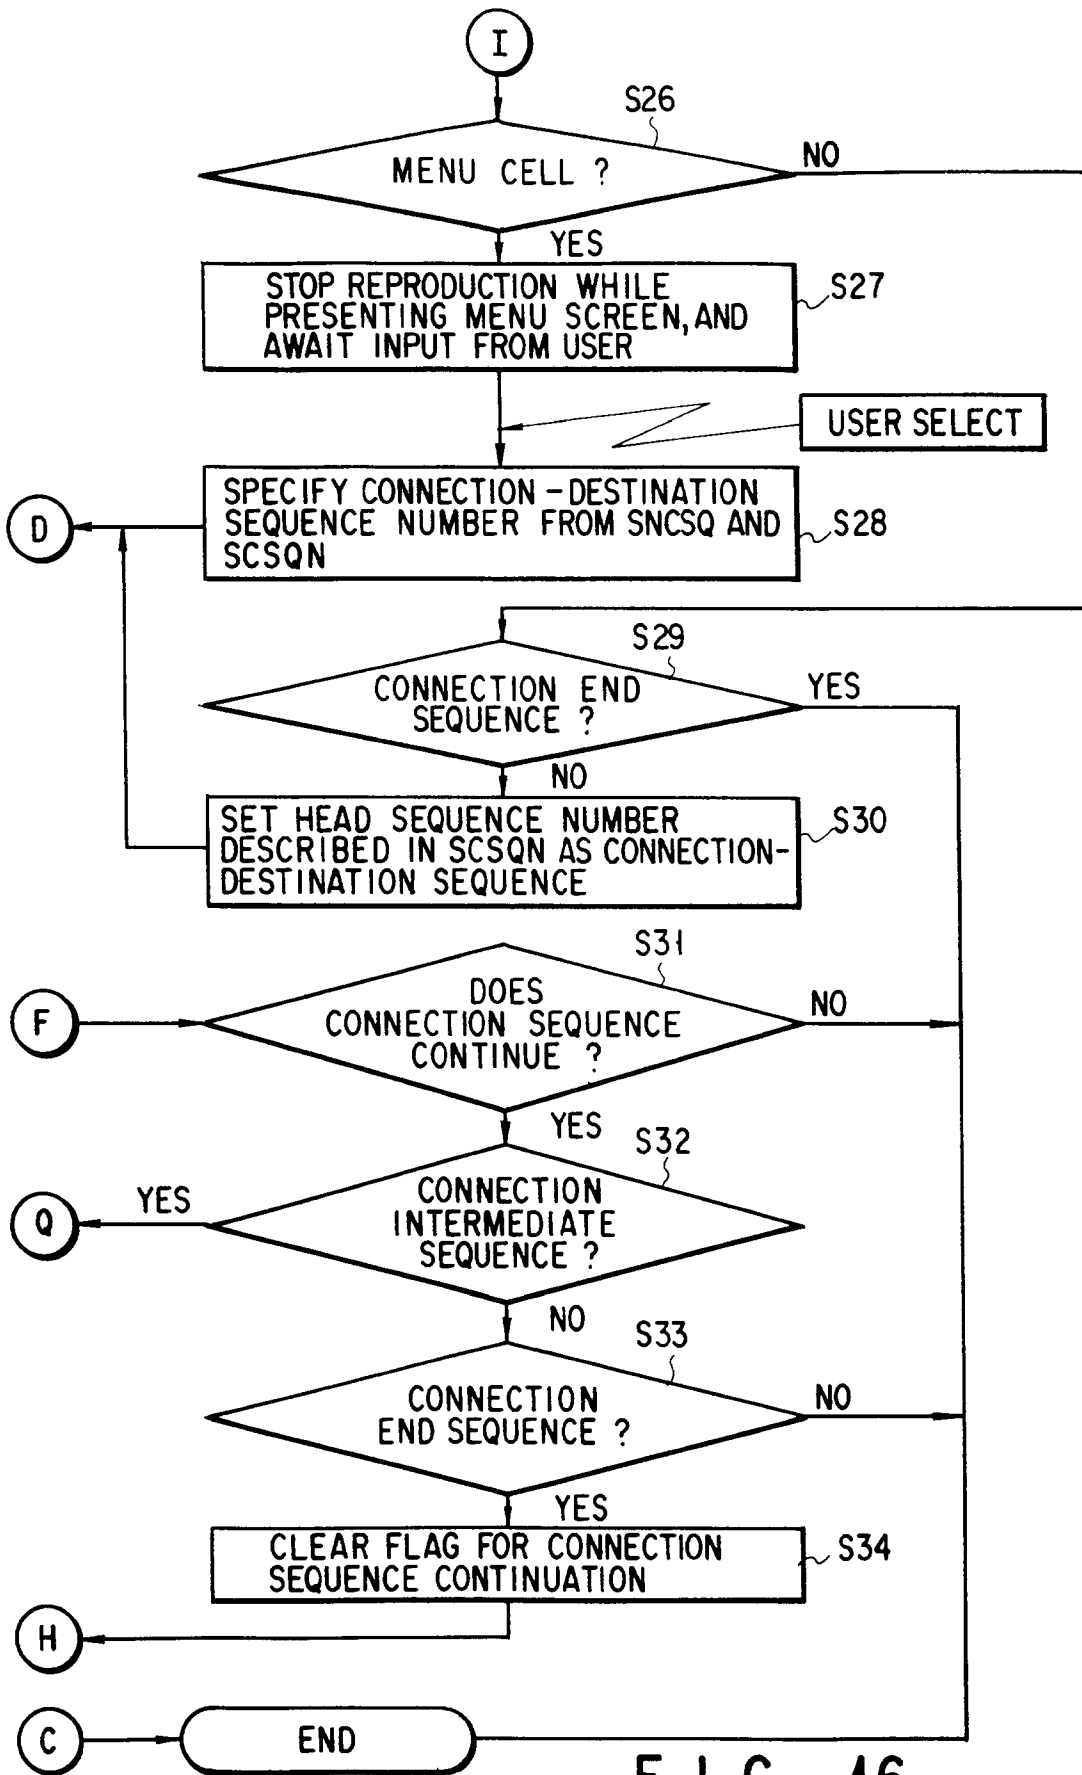 I
S26
MENU CELL ?
NO
YES
STOP REPRODUCTION WHILE
PRESENTING MENU SCREEN, AND
AWAIT INPUT FROM USER
S27
USER SELECT
SPECIFY CONNECTION-DESTINATION
SEQUENCE NUMBER FROM SNCSQ AND
SCSQN
S28
D
S29
CONNECTION END
SEQUENCE ?
YES
NO
SET HEAD SEQUENCE NUMBER
DESCRIBED IN SCSQN AS CONNECTION-
DESTINATION SEQUENCE
S30
S31
F
DOES
CONNECTION SEQUENCE
CONTINUE ?
NO
YES
S32
Q
YES
CONNECTION
INTERMEDIATE
SEQUENCE ?
NO
S33
CONNECTION
END SEQUENCE ?
NO
YES
CLEAR FLAG FOR CONNECTION
SEQUENCE CONTINUATION
S34
H
C
END
FIG. 46